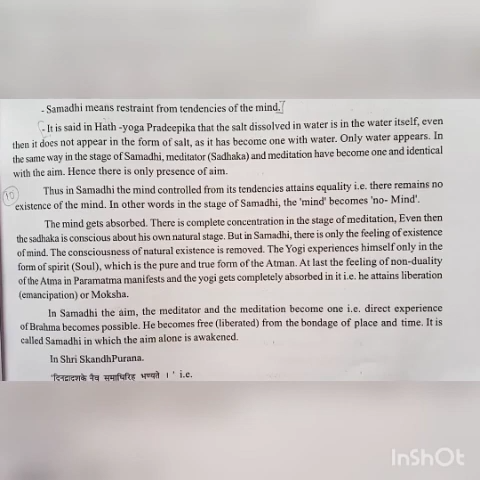 - Samadhi means restraint from tendencies of the mind.]
[- It is said in Hath -yoga Pradeepika that the salt dissolved in water is in the water itself, even
then it does not appear in the form of salt, as it has become one with water. Only water appears. In
the same way in the stage of Samadhi, meditator (Sadhaka) and meditation have become one and identical
with the aim. Hence there is only presence of aim.
Thus in Samadhi the mind controlled from its tendencies attains equality i.e. there remains no
existence of the mind. In other words in the stage of Samadhi, the 'mind' becomes 'no- Mind'.
The mind gets absorbed. There is complete concentration in the stage of meditation, Even then
the sadhaka is conscious about his own natural stage. But in Samadhi, there is only the feeling of existence
of mind. The consciousness of natural existence is removed. The Yogi experiences himself only in the
form of spirit (Soul), which is the pure and true form of the Atman. At last the feeling of non-duality
of the Atma in Paramatma manifests and the yogi gets completely absorbed in it i.e. he attains liberation
(emancipation) or Moksha.
In Samadhi the aim, the meditator and the meditation become one i.e. direct experience
of Brahma becomes possible. He becomes free (liberated) from the bondage of place and time. It is
called Samadhi in which the aim alone is awakened.
In Shri SkandhPurana.
'दिनद्वादशके नैव समाधिरिह भण्यते । ' i.e.
InShOt